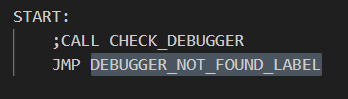 START:
;CALL CHECK_DEBUGGER
JMP DEBUGGER_NOT_FOUND_LABEL